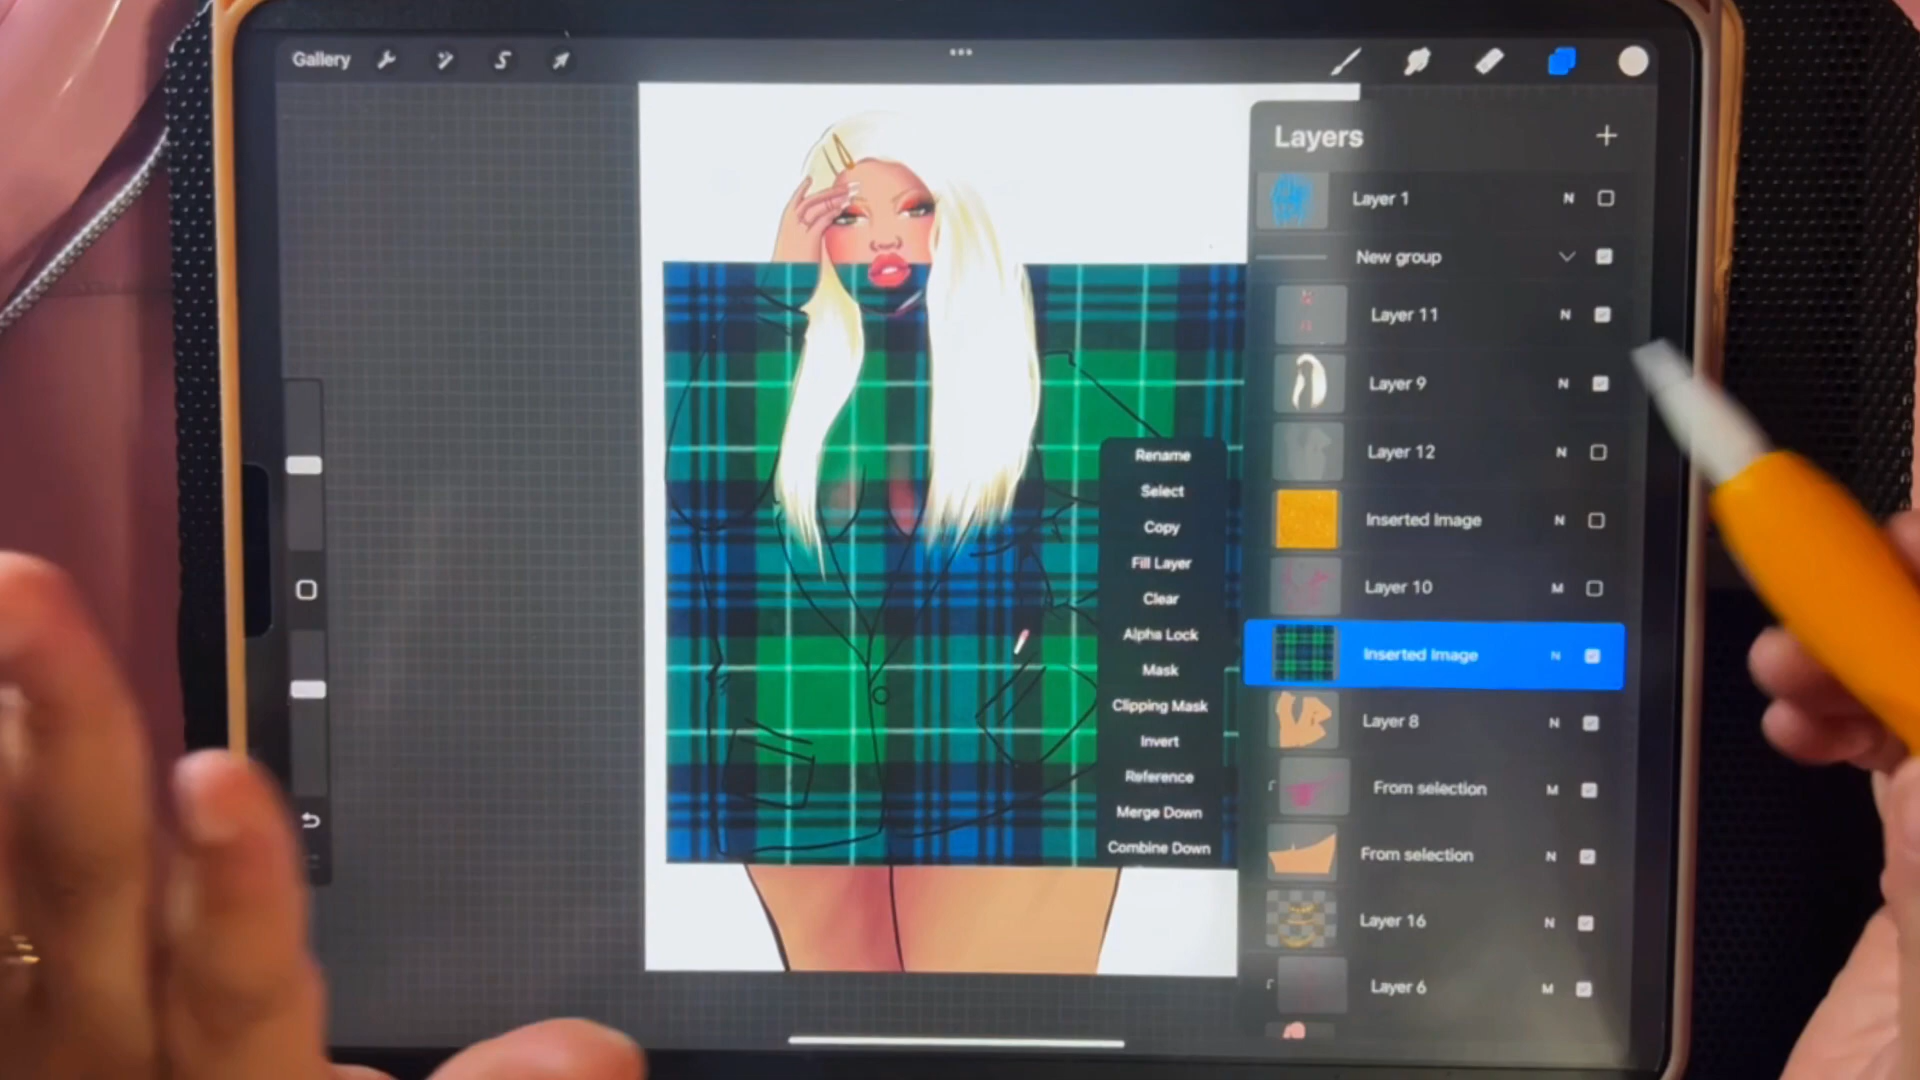 Gallery
Layers
Layer 1 N
New group
Layer 11 N
Layer 9 N
Layer 12 N
Inserted Image N
Layer 10 M
Inserted Image N
Layer 8 N
From selection M
From selection N
Layer 16 N
Layer 6 M
Rename
Select
Copy
Fill Layer
Clear
Alpha Lock
Mask
Clipping Mask
Invert
Reference
Merge Down
Combine Down